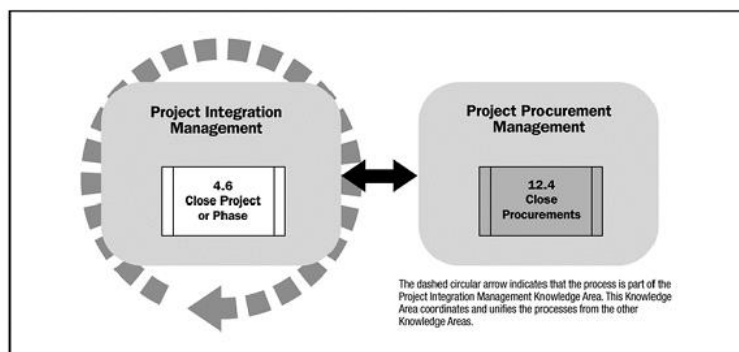 Project Integration
Management
4.6
Close Project
or Phase
Project Procurement
Management
12.4
Close
Procurements
The dashed circular arrow indicates that the process is part of the
Project Integration Management Knowledge Area. This Knowledge
Area coordinates and unifies the processes from the other
Knowledge Areas.